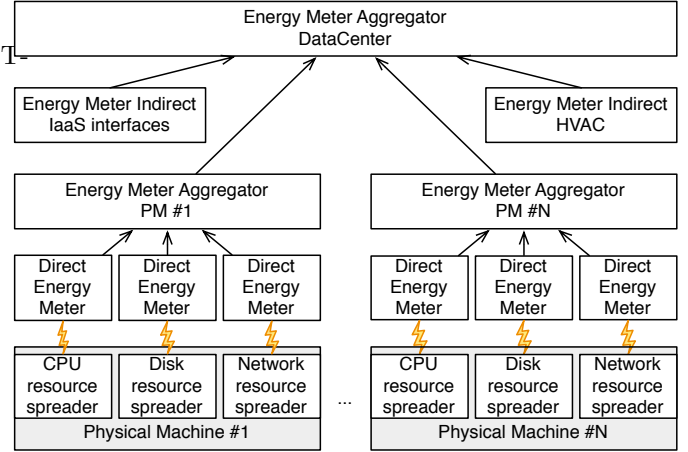 Energy Meter Aggregator
DataCenter
T-
Energy Meter Indirect
IaaS interfaces
Energy Meter Indirect
HVAC
Energy Meter Aggregator
PM #1
Energy Meter Aggregator
PM #N
Direct
Energy
Meter
Direct
Energy
Meter
Direct
Energy
Meter
Direct
Energy
Meter
Direct
Energy
Meter
Direct
Energy
Meter
CPU
resource
spreader
Disk
resource
spreader
Network
resource
spreader
Physical Machine #1
...
CPU
resource
spreader
Disk
resource
spreader
Network
resource
spreader
Physical Machine #N